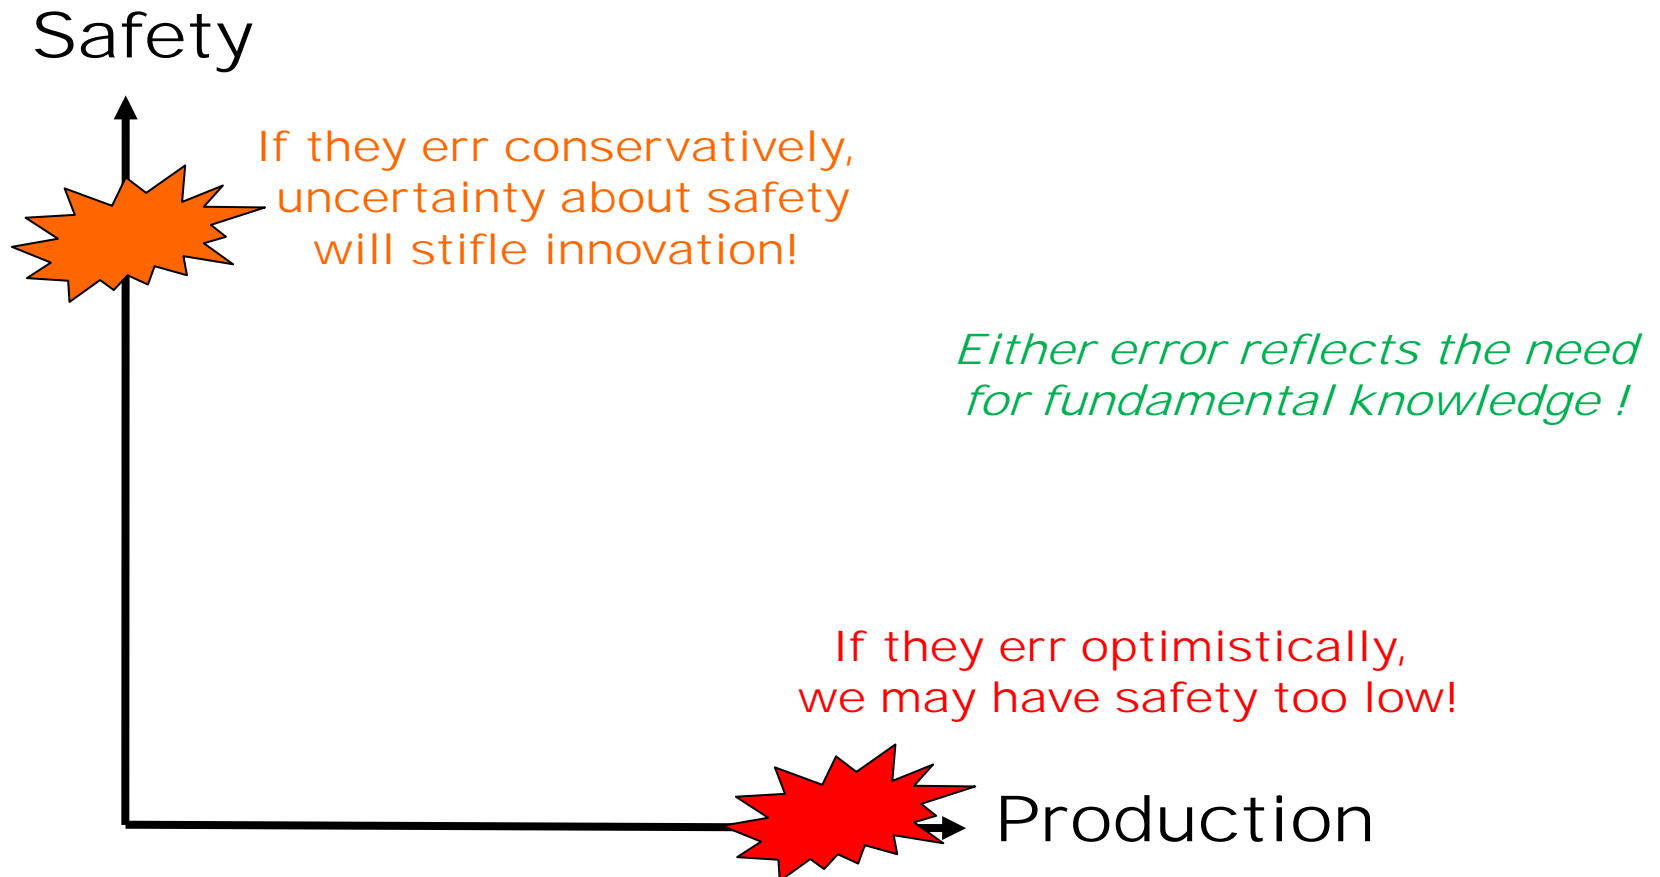 Safety
If they err conservatively,
uncertainty about safety
will stifle innovation!
Either error reflects the need
for fundamental knowledge !
If they err optimistically,
we may have safety too low!
Production